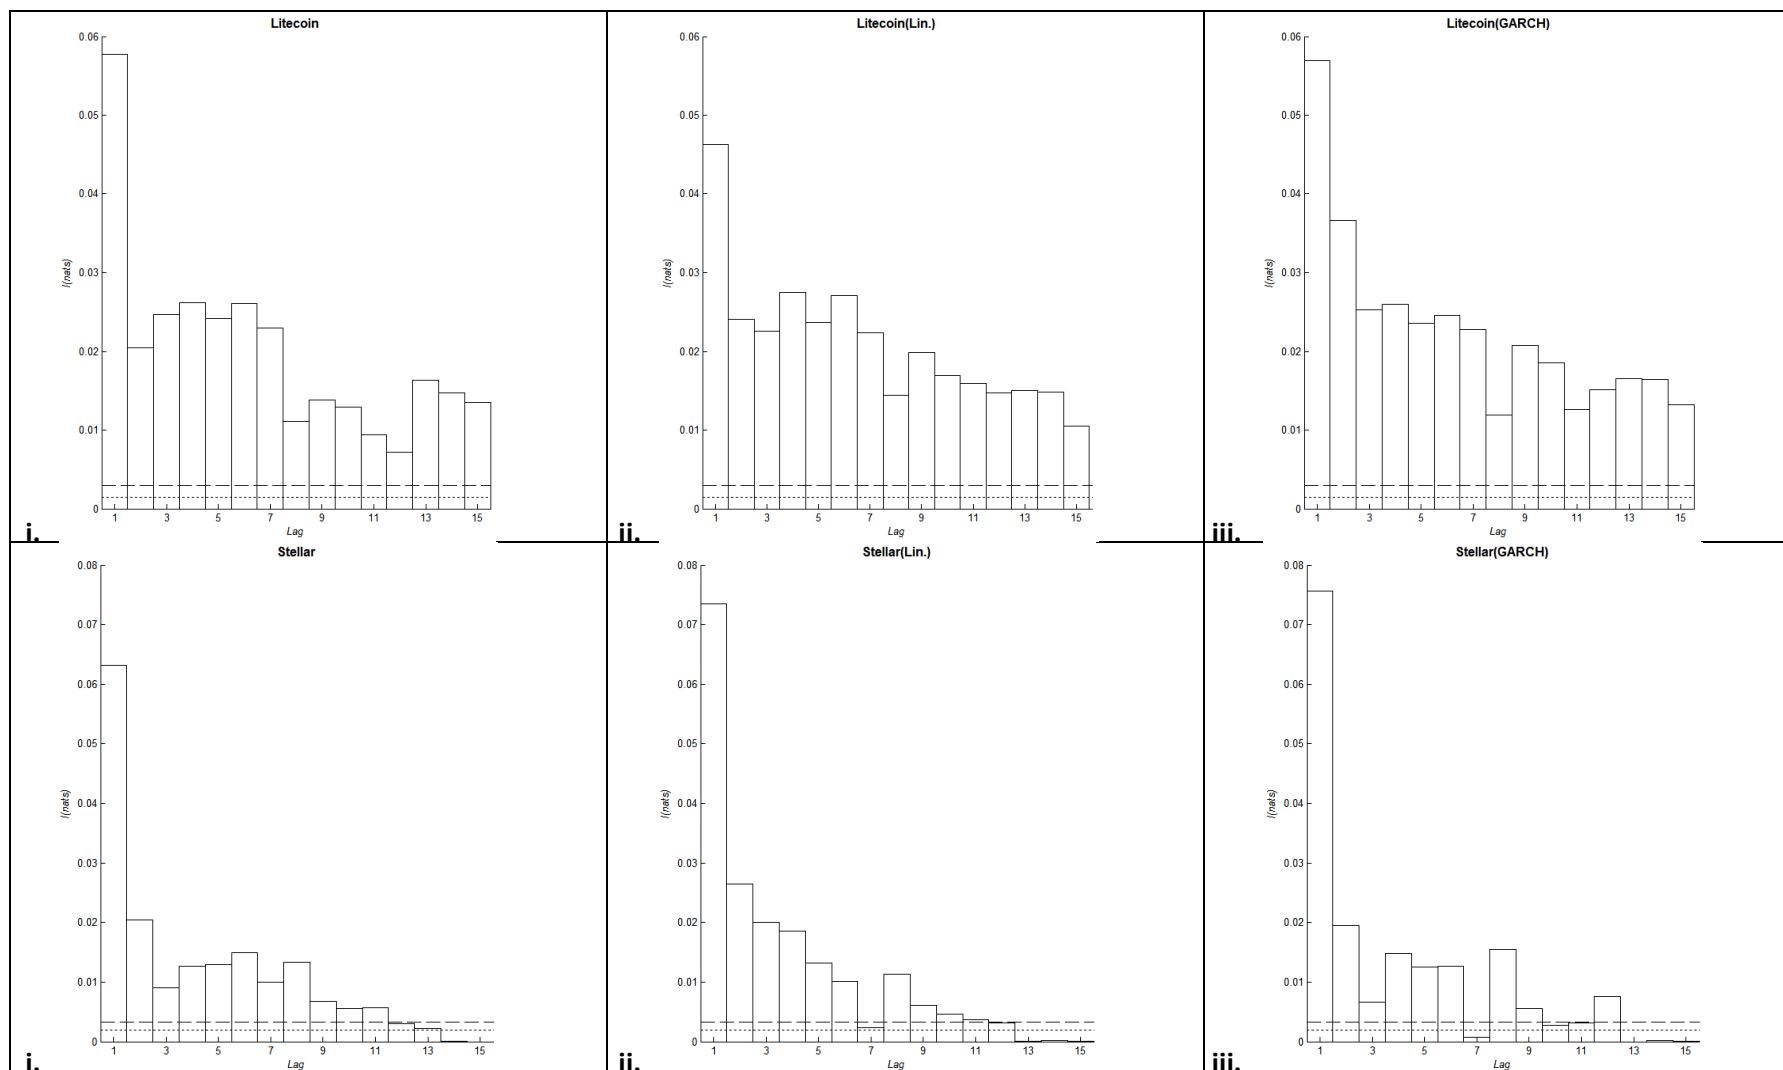 Litecoin
0.06
0.05
0.04
0.03
0.02
0.01
0
I(nats)
1 3 5 7 9 11 13 15
Lag
i.
Litecoin(Lin.)
0.06
0.05
0.04
0.03
0.02
0.01
0
I(nats)
1 3 5 7 9 11 13 15
Lag
ii.
Litecoin(GARCH)
0.06
0.05
0.04
0.03
0.02
0.01
0
I(nats)
1 3 5 7 9 11 13 15
Lag
iii.
Stellar
0.08
0.07
0.06
0.05
0.04
0.03
0.02
0.01
0
I(nats)
1 3 5 7 9 11 13 15
Lag
i.
Stellar(Lin.)
0.08
0.07
0.06
0.05
0.04
0.03
0.02
0.01
0
I(nats)
1 3 5 7 9 11 13 15
Lag
ii.
Stellar(GARCH)
0.08
0.07
0.06
0.05
0.04
0.03
0.02
0.01
0
I(nats)
1 3 5 7 9 11 13 15
Lag
iii.